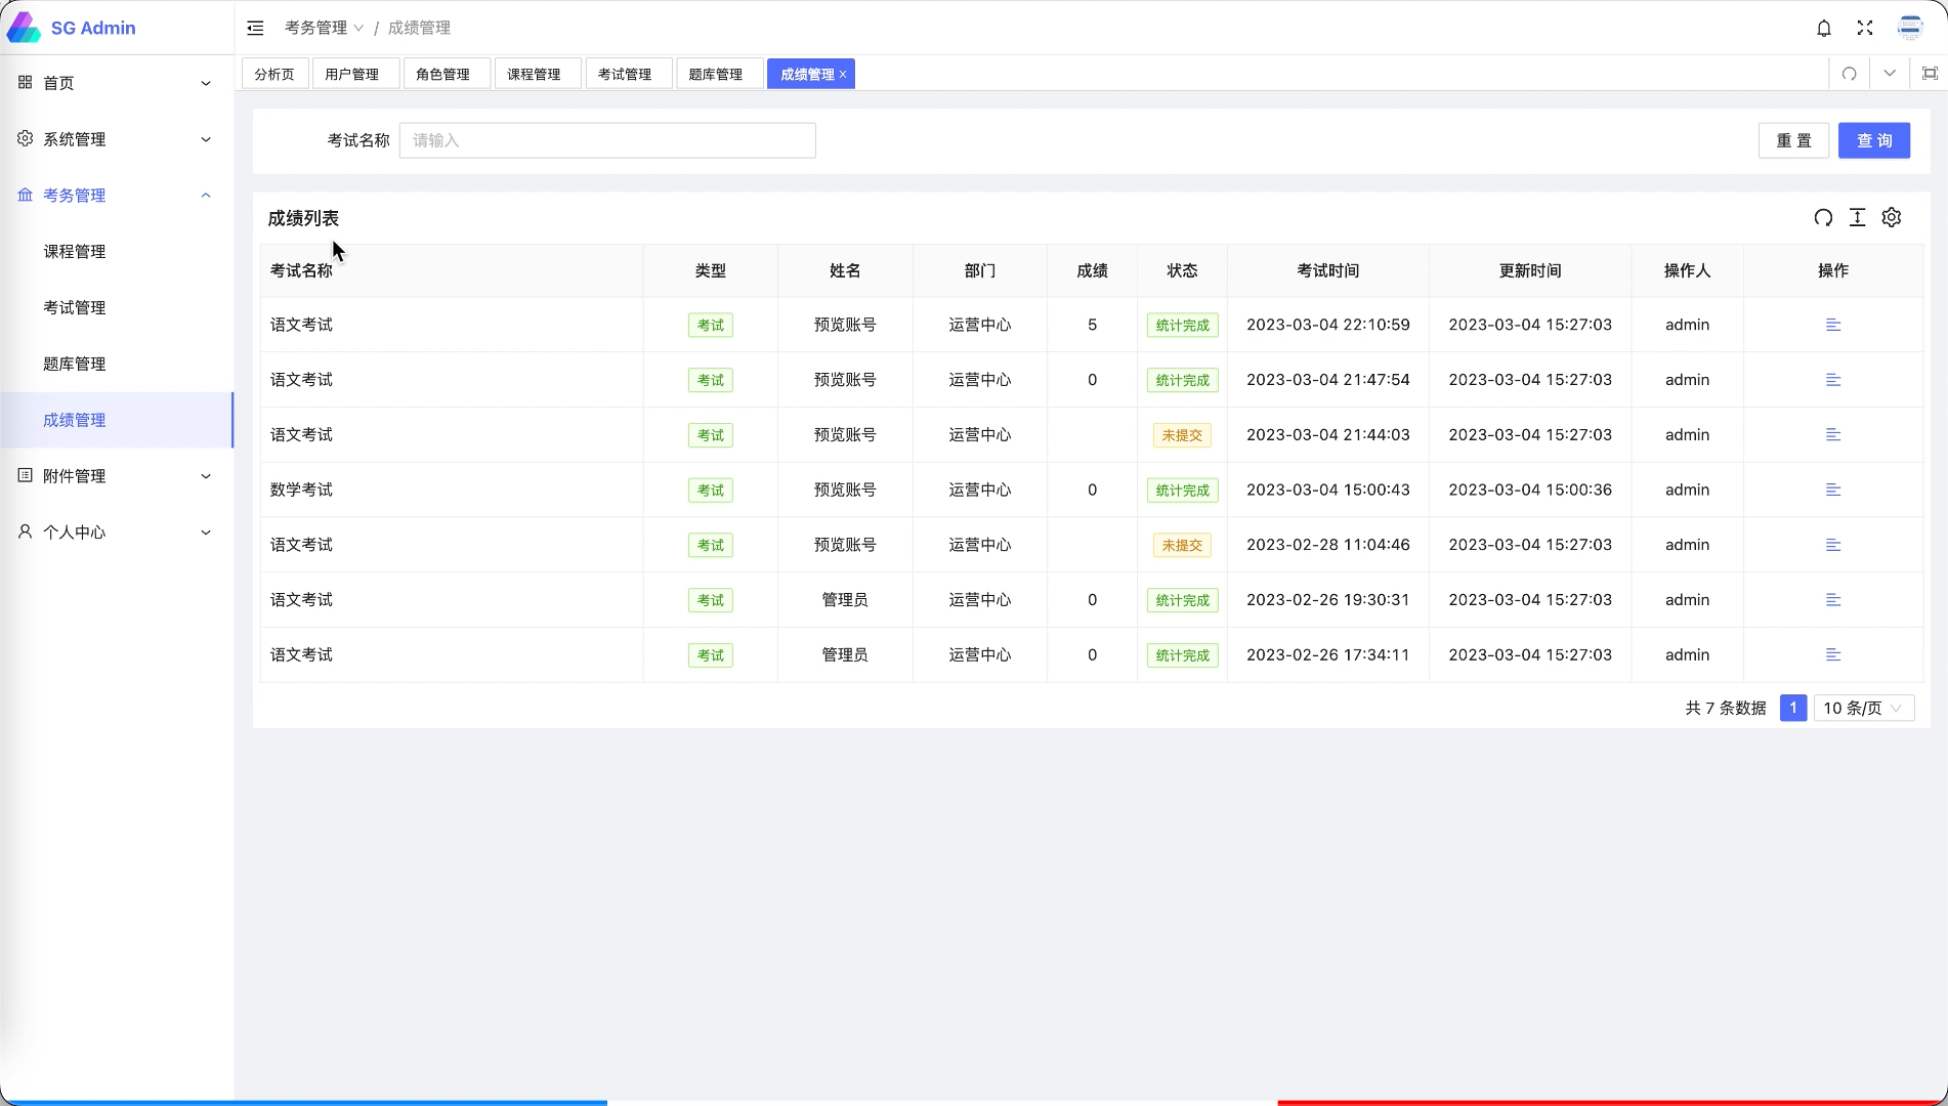 SG Admin
考务管理 / 成绩管理
分析页 用户管理 角色管理 课程管理 考试管理 题库管理 成绩管理 ×
首页
系统管理
考务管理
课程管理
考试管理
题库管理
成绩管理
附件管理
个人中心
考试名称 请输入 重 置 查 询
成绩列表
考试名称 类型 姓名 部门 成绩 状态 考试时间 更新时间 操作人 操作
语文考试 考试 预览账号 运营中心 5 统计完成 2023-03-04 22:10:59 2023-03-04 15:27:03 admin
语文考试 考试 预览账号 运营中心 0 统计完成 2023-03-04 21:47:54 2023-03-04 15:27:03 admin
语文考试 考试 预览账号 运营中心 未提交 2023-03-04 21:44:03 2023-03-04 15:27:03 admin
数学考试 考试 预览账号 运营中心 0 统计完成 2023-03-04 15:00:43 2023-03-04 15:00:36 admin
语文考试 考试 预览账号 运营中心 未提交 2023-02-28 11:04:46 2023-03-04 15:27:03 admin
语文考试 考试 管理员 运营中心 0 统计完成 2023-02-26 19:30:31 2023-03-04 15:27:03 admin
语文考试 考试 管理员 运营中心 0 统计完成 2023-02-26 17:34:11 2023-03-04 15:27:03 admin
共 7 条数据 1 10 条/页